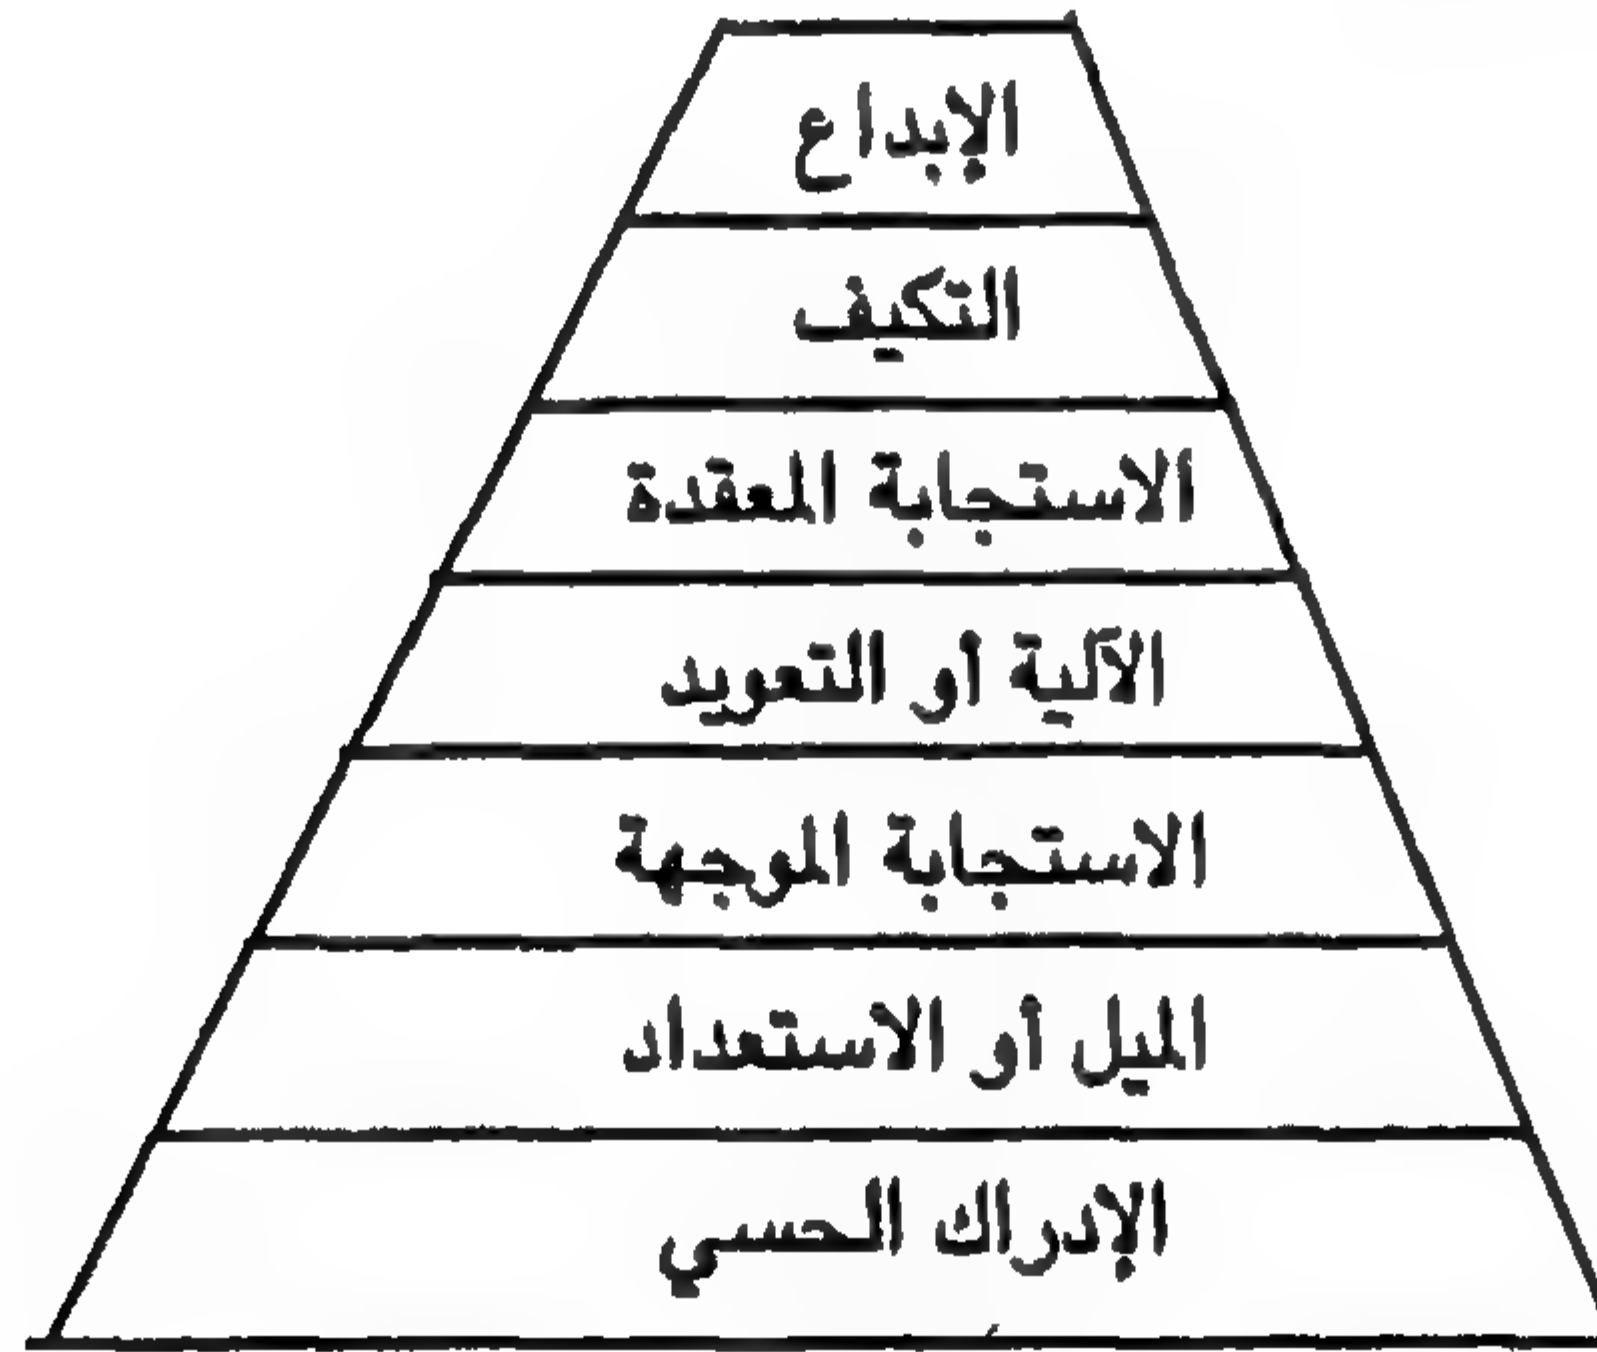 الإبداع
التكيف
الاستجابة المعقدة
الآلية أو التعويد
الاستجابة الموجهة
الميل أو الاستعداد
الإدراك الحسي